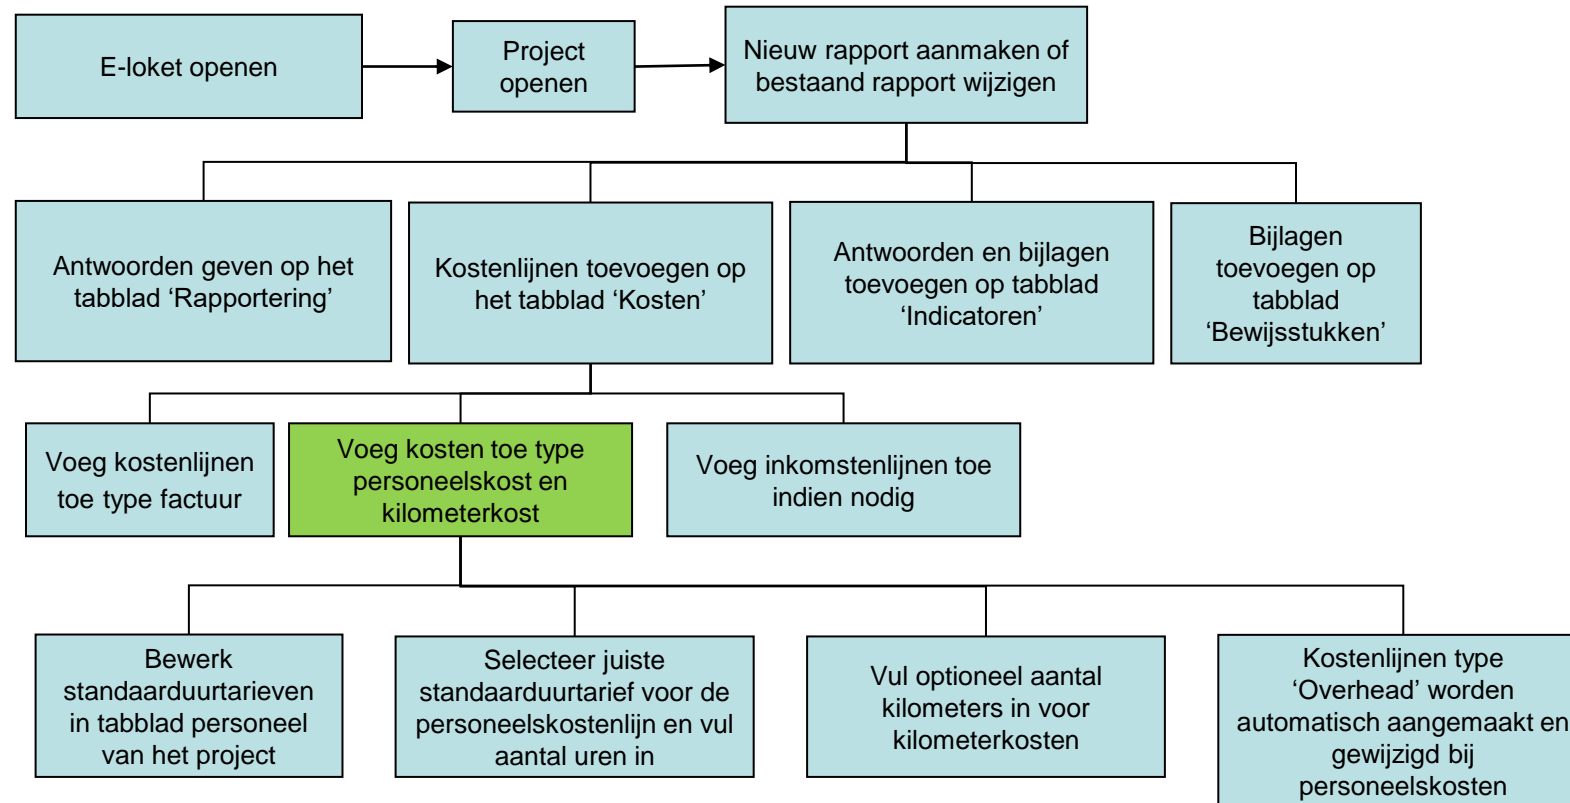 E-loket openen
Project
openen
Nieuw rapport aanmaken of
bestaand rapport wijzigen
Antwoorden geven op het
tabblad ‘Rapportering’
Kostenlijnen toevoegen op
het tabblad ‘Kosten’
Antwoorden en bijlagen
toevoegen op tabblad
‘Indicatoren’
Bijlagen
toevoegen op
tabblad
‘Bewijsstukken’
Voeg kostenlijnen
toe type factuur
Voeg kosten toe type
personeelskost en
kilometerkost
Voeg inkomstenlijnen toe
indien nodig
Bewerk
standaarduurtarieven
in tabblad personeel
van het project
Selecteer juiste
standaarduurtarief voor de
personeelskostenlijn en vul
aantal uren in
Vul optioneel aantal
kilometers in voor
kilometerkosten
Kostenlijnen type
‘Overhead’ worden
automatisch aangemaakt en
gewijzigd bij
personeelskosten